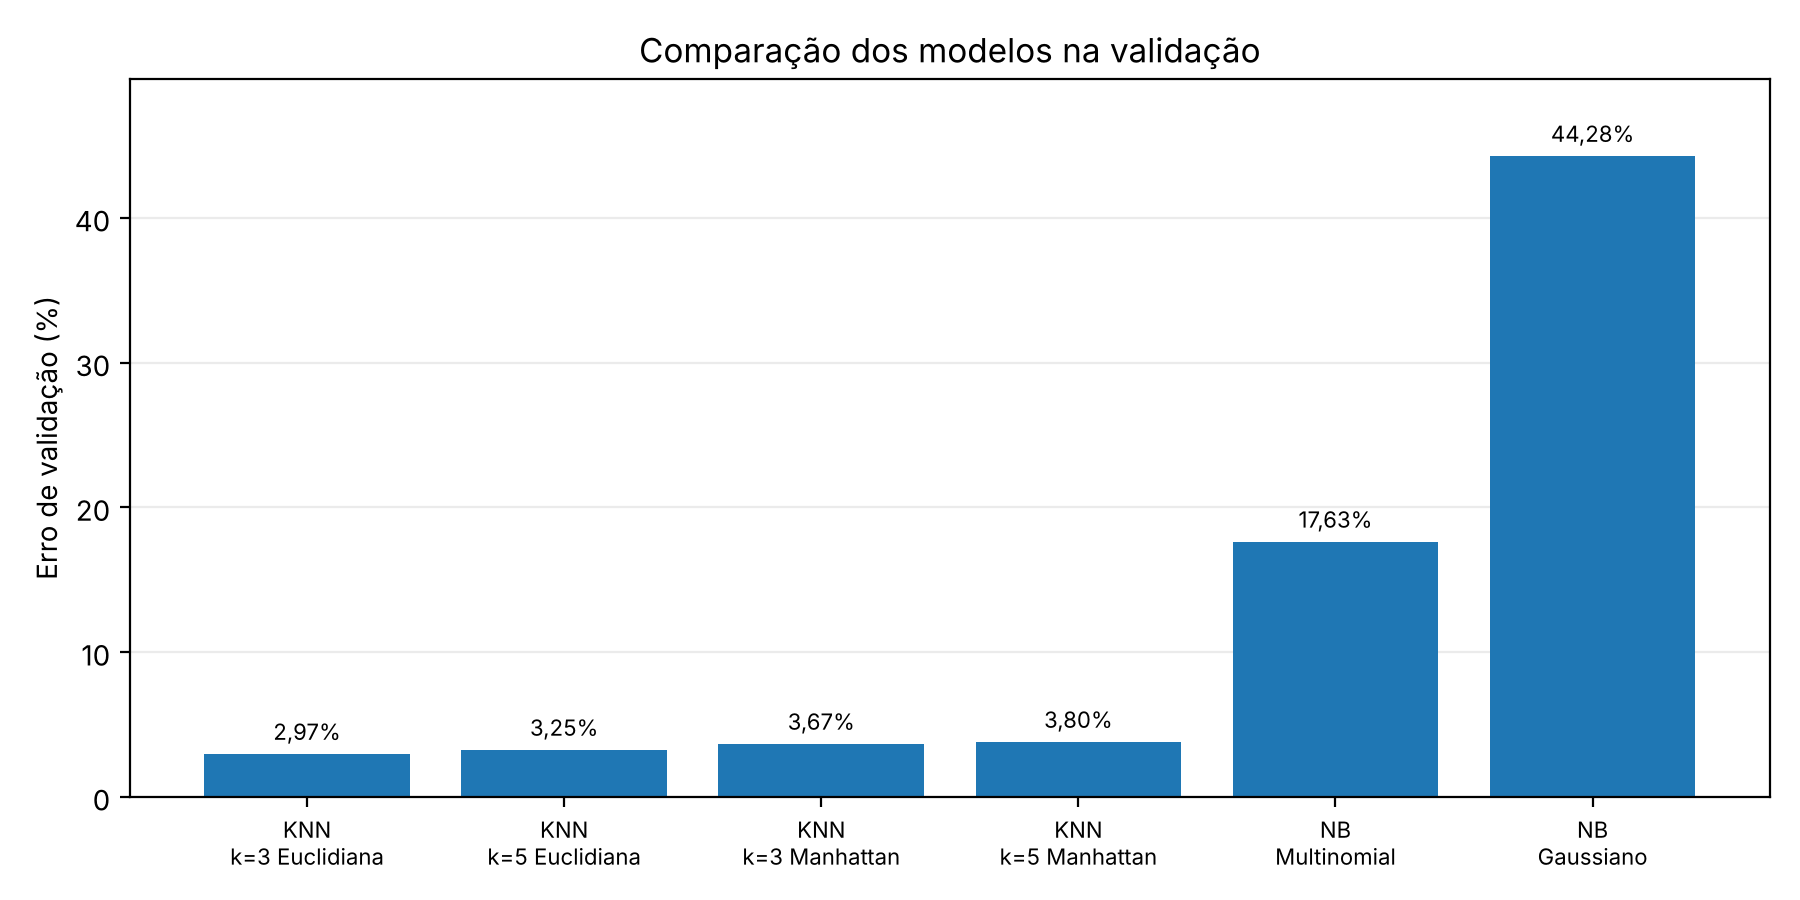 Comparação dos modelos na validação
Erro de validação (%)
40
30
20
10
0
2,97%
3,25%
3,67%
3,80%
17,63%
44,28%
KNN
k=3 Euclidiana
KNN
k=5 Euclidiana
KNN
k=3 Manhattan
KNN
k=5 Manhattan
NB
Multinomial
NB
Gaussiano